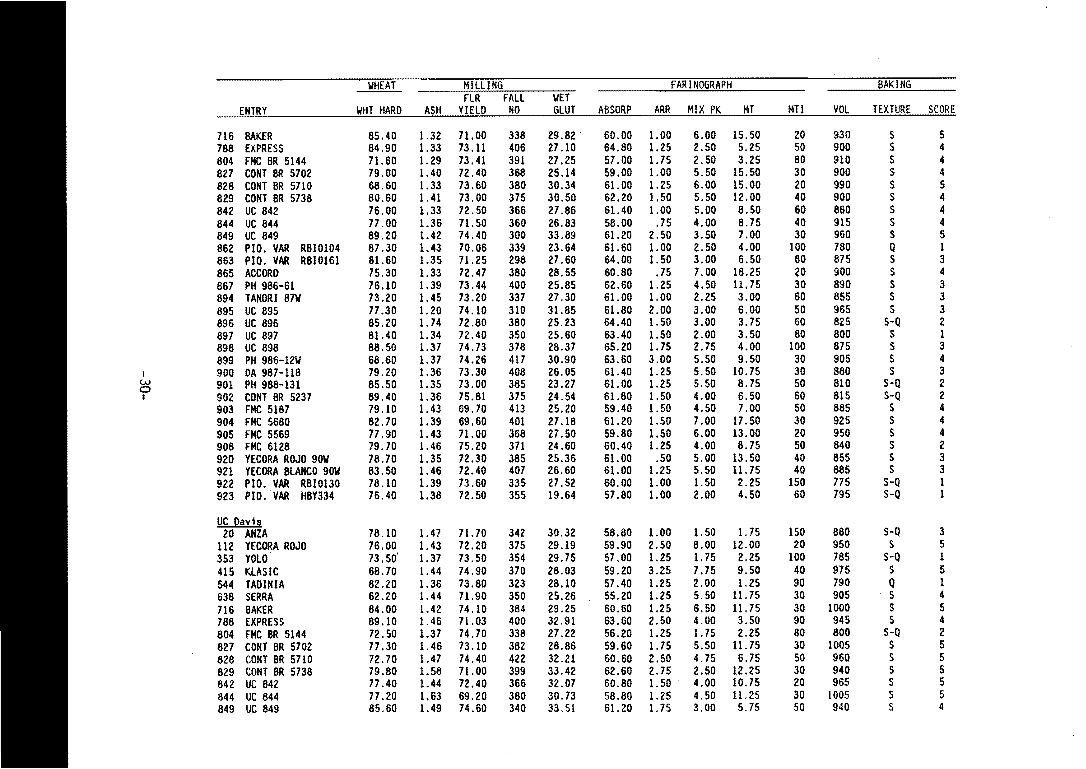 WHEAT MILLING FARINOGRAPH BAKING
FLR FALL WET
ENTRY WHT HARD ASH YIELD NO GLUT ABSORP ARR MIX PK MT MTI VOL TEXTURE SCORE
716 BAKER 85.40 1.32 71.00 338 29.82 60.00 1.00 6.00 15.50 20 930 S 5
788 EXPRESS 84.90 1.33 73.11 406 27.10 64.80 1.25 2.50 5.25 50 900 S 4
804 FMC BR 5144 71.60 1.29 73.41 391 27.25 57.00 1.75 2.50 3.25 80 910 S 4
827 CONT BR 5702 79.00 1.40 72.40 368 25.14 59.00 1.00 5.50 15.50 30 900 S 4
828 CONT BR 5710 68.60 1.33 73.60 380 30.34 61.00 1.25 6.00 15.00 20 990 S 5
829 CONT BR 5738 80.60 1.41 73.00 375 30.50 62.20 1.50 5.50 12.00 40 900 S 4
842 UC 842 76.00 1.33 72.50 366 27.86 61.40 1.00 5.00 8.50 60 860 S 4
844 UC 844 77.00 1.36 71.50 360 26.83 58.00 .75 4.00 8.75 40 915 S 4
849 UC 849 89.20 1.42 74.40 300 33.89 61.20 2.50 3.50 7.00 30 960 S 5
862 PIO. VAR RBI0104 87.30 1.43 70.06 339 23.64 61.60 1.00 2.50 4.00 100 780 Q 1
863 PIO. VAR RBI0161 81.60 1.35 71.25 298 27.60 64.00 1.50 3.00 6.50 60 875 S 3
865 ACCORD 75.30 1.33 72.47 380 28.55 60.80 .75 7.00 18.25 20 900 S 4
867 PH 986-61 76.10 1.39 73.44 400 25.85 62.60 1.25 4.50 11.75 30 890 S 3
894 TANORI 87W 73.20 1.45 73.20 337 27.30 61.00 1.00 2.25 3.00 60 855 S 3
895 UC 895 77.30 1.20 74.10 310 31.85 61.80 2.00 3.00 6.00 50 965 S 3
896 UC 896 85.20 1.74 72.80 380 25.23 64.40 1.50 3.00 3.75 60 825 S-Q 2
897 UC 897 81.40 1.34 72.40 350 25.60 63.40 1.50 2.00 3.50 60 800 S 1
898 UC 898 88.50 1.37 74.73 378 28.37 65.20 1.75 2.75 4.00 100 875 S 3
899 PH 986-12W 68.60 1.37 74.26 417 30.90 63.60 3.00 5.50 9.50 30 905 S 4
900 DA 987-118 79.20 1.36 73.30 408 26.05 61.40 1.25 5.50 10.75 30 880 S 3
901 PH 988-131 85.50 1.35 73.00 385 23.27 61.00 1.25 5.50 8.75 50 810 S-Q 2
902 CONT BR 5237 89.40 1.36 75.81 375 24.54 61.80 1.50 4.00 6.50 60 815 S-Q 2
903 FMC 5187 79.10 1.43 69.70 413 25.20 59.40 1.50 4.50 7.00 50 885 S 4
904 FMC 5680 82.70 1.39 69.60 401 27.18 61.20 1.50 7.00 17.50 30 925 S 4
905 FMC 5569 77.90 1.43 71.00 368 27.50 59.80 1.50 6.00 13.00 20 950 S 4
908 FMC 6128 79.70 1.46 75.20 371 24.60 60.40 1.25 4.00 8.75 50 840 S 2
920 YECORA ROJO 90W 78.70 1.35 72.30 385 25.36 61.00 .50 5.00 13.50 40 855 S 3
921 YECORA BLANCO 90W 83.50 1.46 72.40 407 26.60 61.00 1.25 5.50 11.75 40 885 S 3
922 PIO. VAR RBI0130 78.10 1.39 73.60 335 27.52 60.00 1.00 1.50 2.25 150 775 S-Q 1
923 PIO. VAR HBY334 76.40 1.38 72.50 355 19.64 57.80 1.00 2.00 4.50 60 795 S-Q 1
UC Davis
20 ANZA 78.10 1.47 71.70 342 30.32 58.80 1.00 1.50 1.75 150 880 S-Q 3
112 YECORA ROJO 76.00 1.43 72.20 375 29.19 59.90 2.50 8.00 12.00 20 950 S 5
353 YOLO 73.50 1.37 73.50 354 29.75 57.00 1.25 1.75 2.25 100 785 S-Q 1
415 KLASIC 68.70 1.44 74.90 370 28.03 59.20 3.25 7.75 9.50 40 975 S 5
544 TADINIA 82.20 1.36 73.80 323 28.10 57.40 1.25 2.00 1.25 90 790 Q 1
638 SERRA 62.20 1.44 71.90 350 25.26 55.20 1.25 5.50 11.75 30 905 S 4
716 BAKER 84.00 1.42 74.10 384 29.25 60.60 1.25 6.50 11.75 30 1000 S 5
788 EXPRESS 89.10 1.46 71.03 400 32.91 63.60 2.50 4.00 3.50 90 945 S 4
804 FMC BR 5144 72.50 1.37 74.70 338 27.22 56.20 1.25 1.75 2.25 80 800 S-Q 2
827 CONT BR 5702 77.30 1.46 73.10 382 28.86 59.60 1.75 5.50 11.75 30 1005 S 5
828 CONT BR 5710 72.70 1.47 74.40 422 32.21 60.60 2.50 4.75 6.75 50 960 S 5
829 CONT BR 5738 79.80 1.58 71.00 399 33.42 62.60 2.75 2.50 12.25 30 940 S 5
842 UC 842 77.40 1.44 72.40 366 32.07 60.80 1.50 4.00 10.75 20 965 S 5
844 UC 844 77.20 1.63 69.20 380 30.73 58.80 1.25 4.50 11.25 30 1005 S 5
849 UC 849 85.60 1.49 74.60 340 33.51 61.20 1.75 3.00 5.75 50 940 S 4
-30-